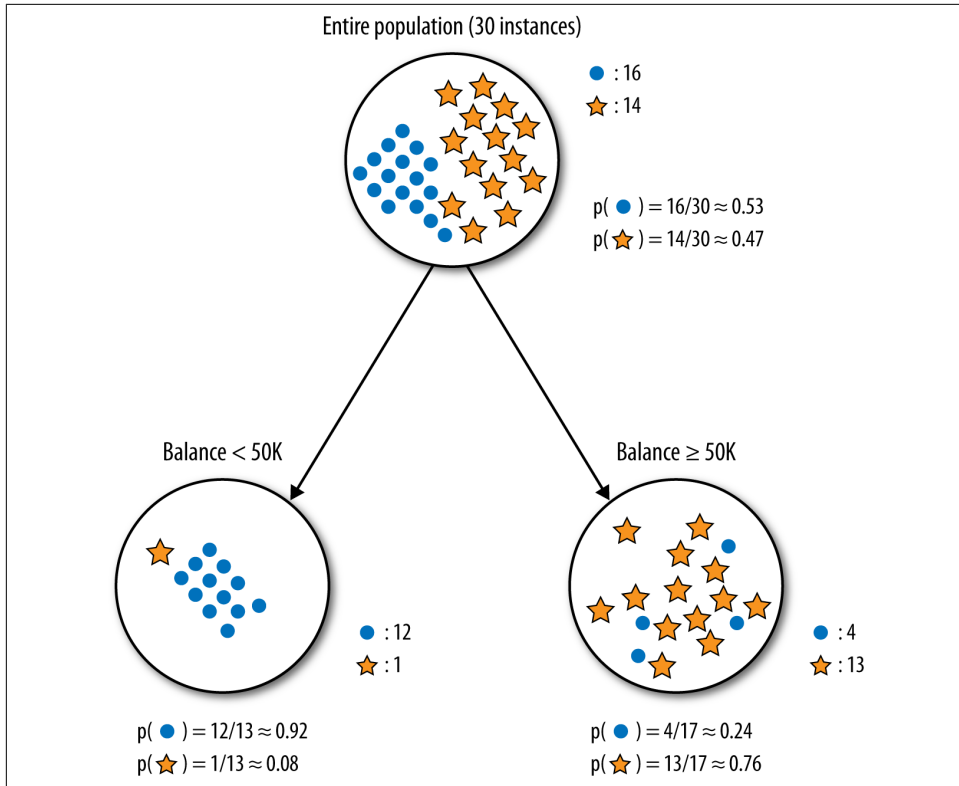 Entire population (30 instances)
: 16
: 14
p( ) = 16/30 ≈ 0.53
p( ) = 14/30 ≈ 0.47
Balance < 50K
: 12
: 1
p( ) = 12/13 ≈ 0.92
p( ) = 1/13 ≈ 0.08
Balance ≥ 50K
: 4
: 13
p( ) = 4/17 ≈ 0.24
p( ) = 13/17 ≈ 0.76